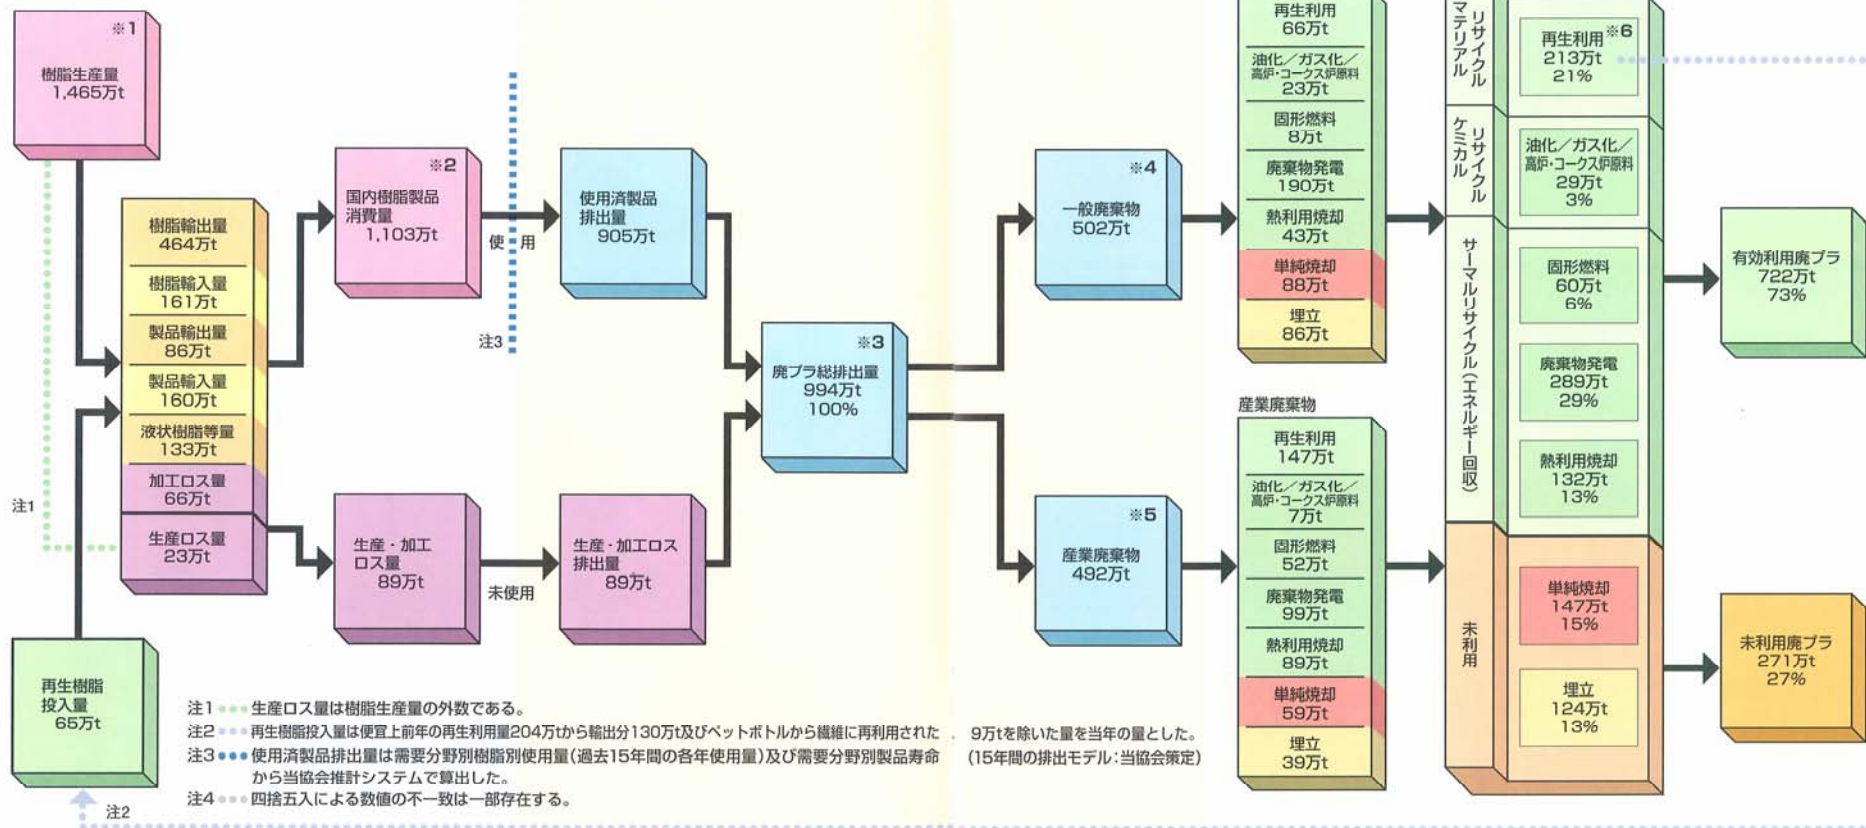 ※1
樹脂生産量
1,465万t
樹脂輸出量
464万t
樹脂輸入量
161万t
製品輸出量
86万t
製品輸入量
160万t
液状樹脂等量
133万t
加工ロス量
66万t
生産ロス量
23万t
注1
再生樹脂
投入量
65万t
注2
※2
国内樹脂製品
消費量
1,103万t
使 用
注3
生産・加工
ロス量
89万t
未使用
使用済製品
排出量
905万t
生産・加工ロス
排出量
89万t
※3
廃プラ総排出量
994万t
100%
※4
一般廃棄物
502万t
※5
産業廃棄物
492万t
再生利用
66万t
油化/ガス化/
高炉・コークス炉原料
23万t
固形燃料
8万t
廃棄物発電
190万t
熱利用焼却
43万t
単純焼却
88万t
埋立
86万t
産業廃棄物
再生利用
147万t
油化/ガス化/
高炉・コークス炉原料
7万t
固形燃料
52万t
廃棄物発電
99万t
熱利用焼却
89万t
単純焼却
59万t
埋立
39万t
マテリアル
リサイクル
再生利用※6
213万t
21%
ケミカル
リサイクル
油化/ガス化/
高炉・コークス炉原料
29万t
3%
サーマルリサイクル(エネルギー回収)
固形燃料
60万t
6%
廃棄物発電
289万t
29%
熱利用焼却
132万t
13%
未利用
単純焼却
147万t
15%
埋立
124万t
13%
有効利用廃プラ
722万t
73%
未利用廃プラ
271万t
27%
注1 生産ロス量は樹脂生産量の外数である。
注2 再生樹脂投入量は便宜上前年の再生利用量204万tから輸出分130万t及びペットボトルから繊維に再利用された 9万tを除いた量を当年の量とした。
注3 使用済製品排出量は需要分野別樹脂別使用量(過去15年間の各年使用量)及び需要分野別製品寿命 (15年間の排出モデル:当協会策定)
から当協会推計システムで算出した。
注4 四捨五入による数値の不一致は一部存在する。